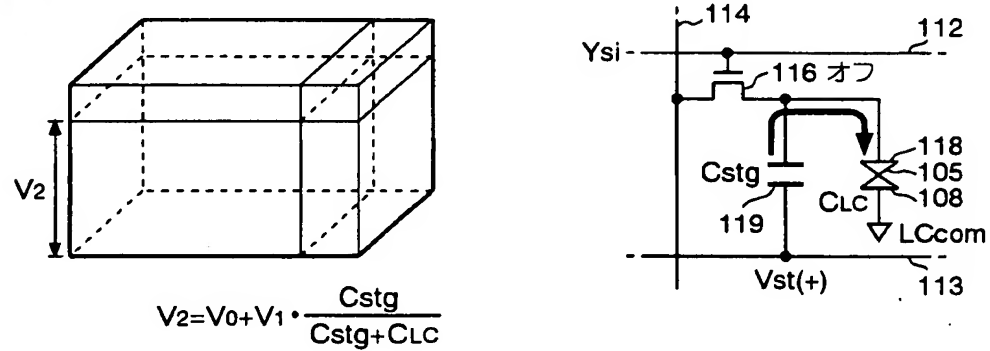 114
112
Ysi
116 オフ
V2
Cstg
119
CLC
118
105
108
LCcom
Vst(+)
113
V2=V0+V1・Cstg/Cstg+CLC